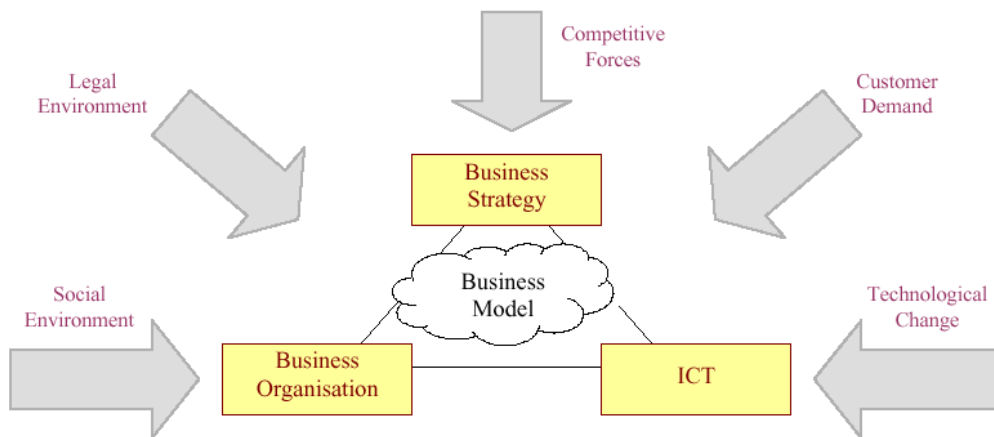 Competitive
Forces
Legal
Environment
Customer
Demand
Business
Strategy
Business
Model
Social
Environment
Technological
Change
Business
Organisation
ICT